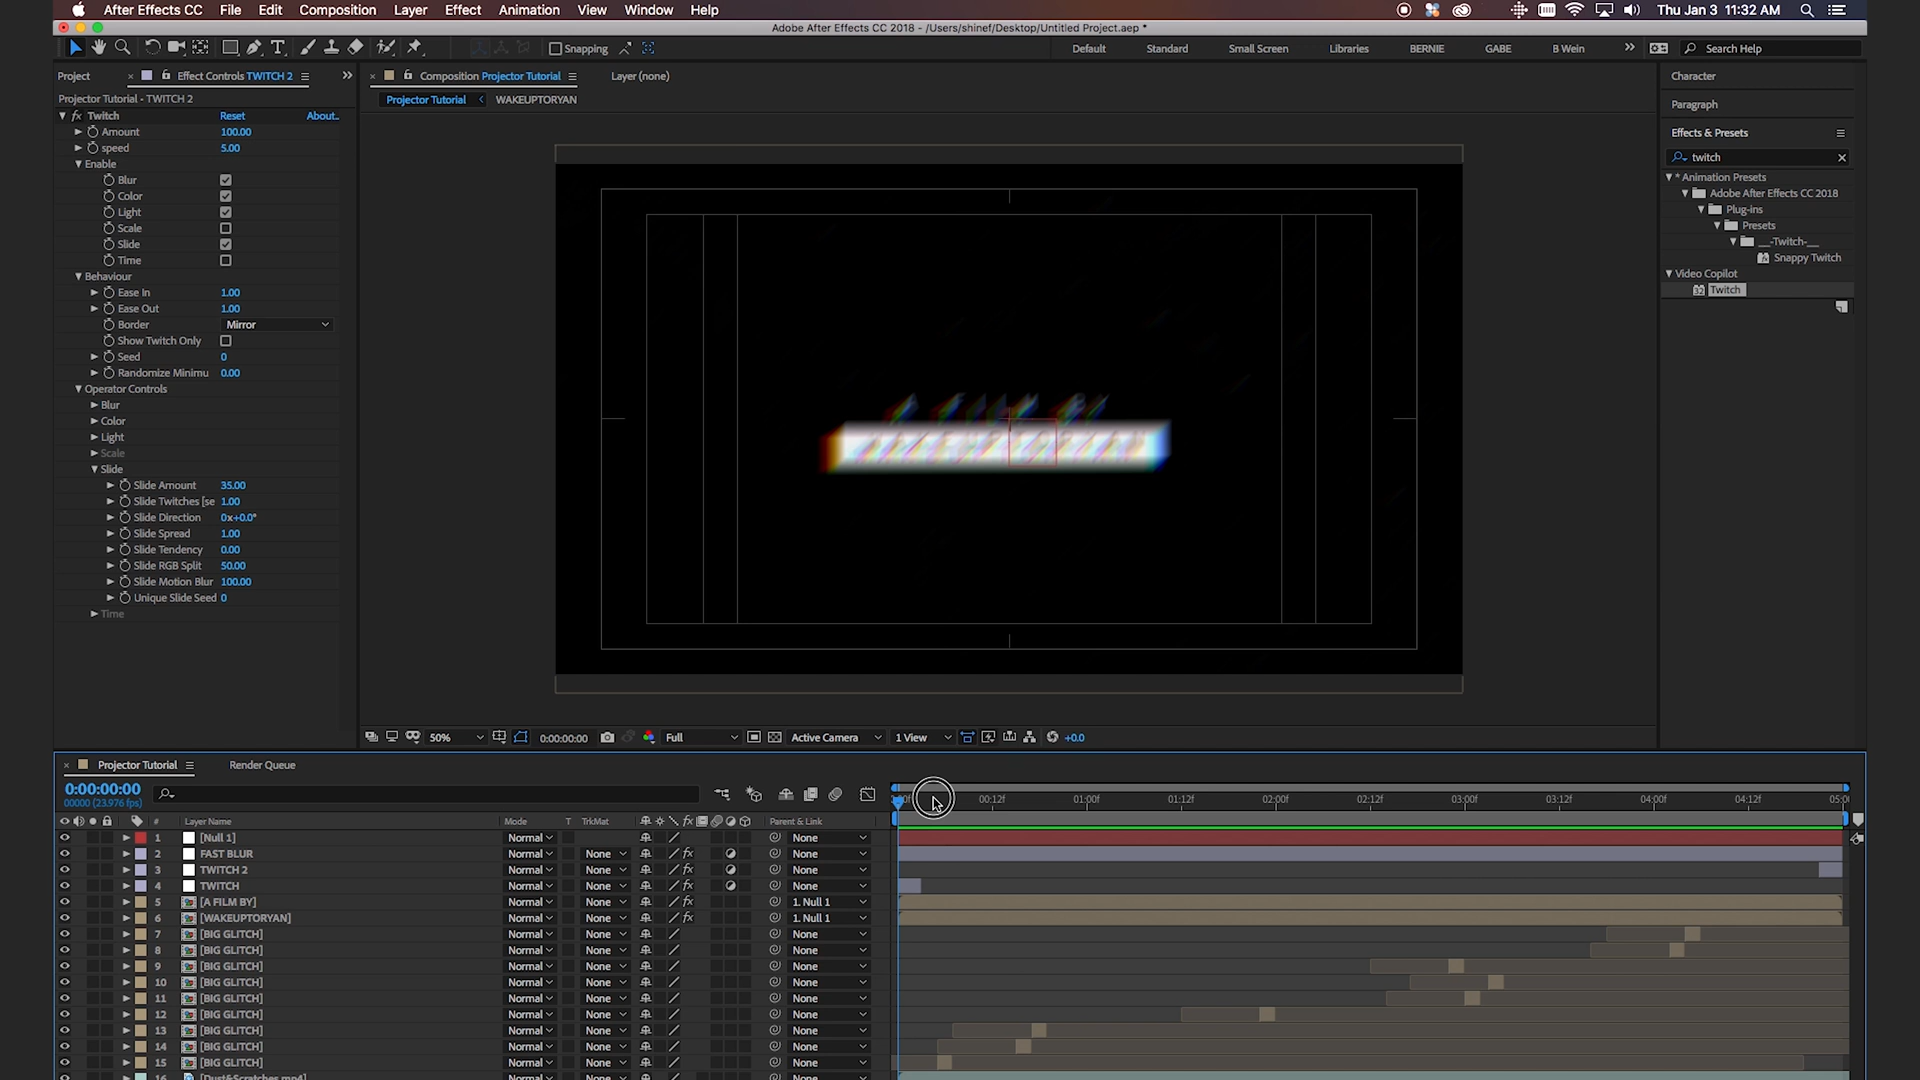 After Effects CC File Edit Composition Layer Effect Animation View Window Help Thu Jan 3 11:32 AM
Adobe After Effects CC 2018 - /Users/shinef/Desktop/Untitled Project.aep *
Snapping Default Standard Small Screen Libraries BERNIE GABE B Wein Search Help
Project Effect Controls TWITCH 2 Composition Projector Tutorial Layer (none) Character
Projector Tutorial - TWITCH 2 Projector Tutorial WAKEUPTORYAN
Paragraph
fx Twitch Reset About..
Amount 100.00
Effects & Presets
speed 5.00
twitch
Enable
* Animation Presets
Blur
Adobe After Effects CC 2018
Color
Plug-ins
Light
Presets
Scale
__-Twitch-__
Slide
Snappy Twitch
Time
Video Copilot
Behaviour
32 Twitch
Ease In 1.00
Ease Out 1.00
Border Mirror
Show Twitch Only
Seed 0
Randomize Minimu 0.00
Operator Controls
Blur
Color
Light
Scale
Slide
Slide Amount 35.00
Slide Twitches [se 1.00
Slide Direction 0x+0.0°
Slide Spread 1.00
Slide Tendency 0.00
Slide RGB Split 50.00
Slide Motion Blur 100.00
Unique Slide Seed 0
Time
50% 0:00:00:00 Full Active Camera 1 View +0.0
Projector Tutorial Render Queue
0:00:00:00
00000 (23.976 fps)
00:12f 01:00f 01:12f 02:00f 02:12f 03:00f 03:12f 04:00f 04:12f 05:0
# Layer Name Mode T TrkMat fx Parent & Link
1 [Null 1] Normal None
2 FAST BLUR Normal None fx None
3 TWITCH 2 Normal None fx None
4 TWITCH Normal None fx None
5 [A FILM BY] Normal None fx 1. Null 1
6 [WAKEUPTORYAN] Normal None fx 1. Null 1
7 [BIG GLITCH] Normal None None
8 [BIG GLITCH] Normal None None
9 [BIG GLITCH] Normal None None
10 [BIG GLITCH] Normal None None
11 [BIG GLITCH] Normal None None
12 [BIG GLITCH] Normal None None
13 [BIG GLITCH] Normal None None
14 [BIG GLITCH] Normal None None
15 [BIG GLITCH] Normal None None
16 [Dust&Scratches.mp4] Normal None None